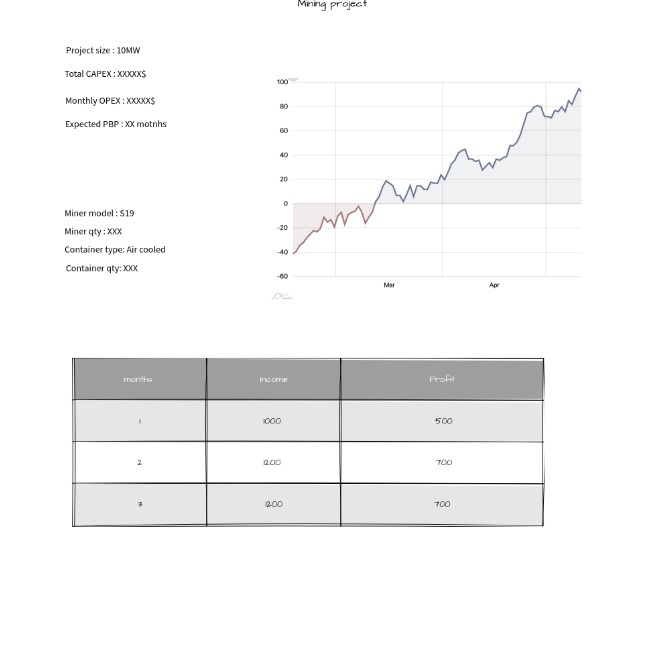 Mining project
Project size : 10MW
Total CAPEX : XXXXX$
Monthly OPEX : XXXXX$
Expected PBP : XX motnhs
Miner model : S19
Miner qty : XXX
Container type: Air cooled
Container qty: XXX
100
80
60
40
20
0
-20
-40
-60
Mar
Apr
months Income Profit
1 1000 500
2 1200 700
3 1200 700